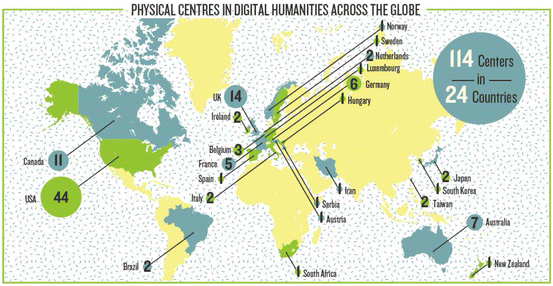 PHYSICAL CENTRES IN DIGITAL HUMANITIES ACROSS THE GLOBE
114 Centers
in
24 Countries
Norway
Sweden
2 Netherlands
Luxembourg
6 Germany
Hungary
UK 14
Ireland 2
Belgium 3
France 5
Spain
Italy 2
Canada 11
USA 44
Brazil 2
Iran
Serbia
Austria
South Africa
2 Japan
South Korea
2
Taiwan
7 Australia
New Zealand